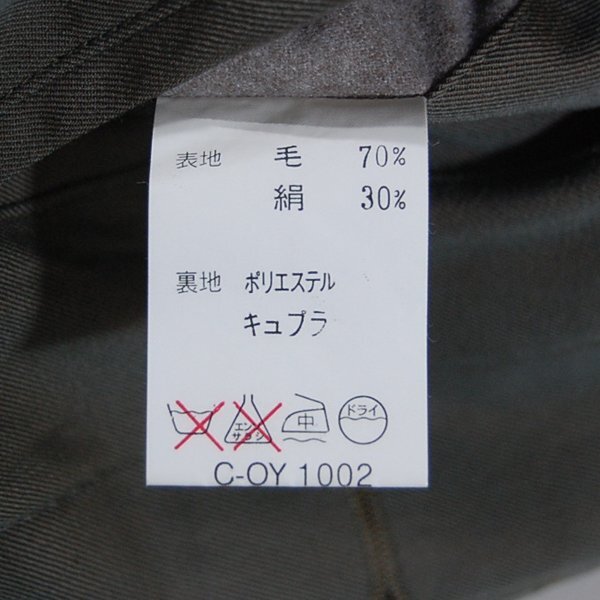 表地 毛 70%
絹 30%
裏地 ポリエステル
キュプラ
エンソ
サラシ
中
ドライ
C-OY 1002